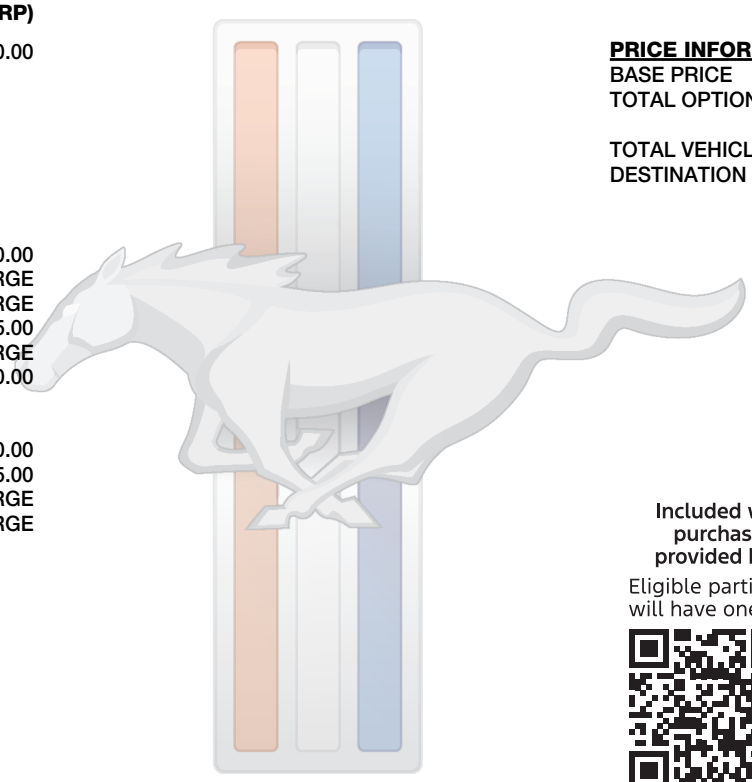 RP)
0.00
0.00
RGE
RGE
5.00
RGE
0.00
0.00
5.00
RGE
RGE
PRICE INFOR
BASE PRICE
TOTAL OPTION
TOTAL VEHICL
DESTINATION
Included w
purchas
provided b
Eligible parti
will have one